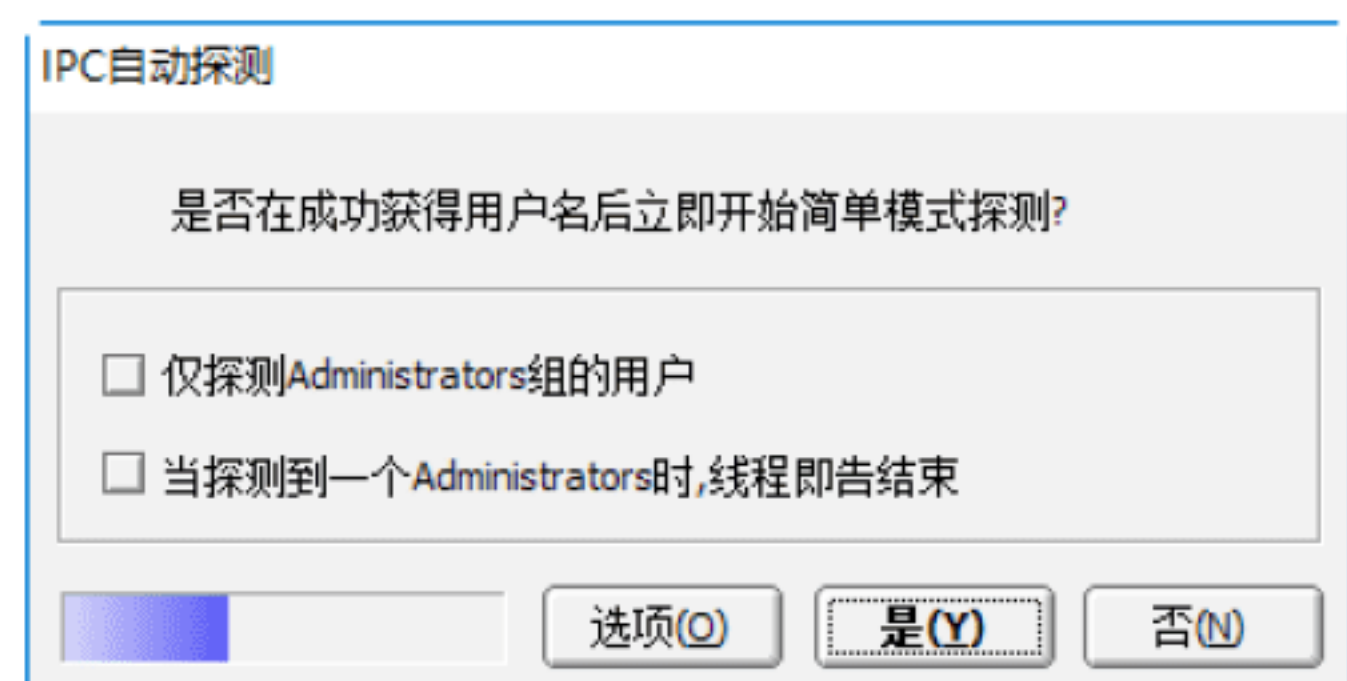 IPC自动探测
是否在成功获得用户名后立即开始简单模式探测?
仅探测Administrators组的用户
当探测到一个Administrators时,线程即告结束
选项(O) 是(Y) 否(N)